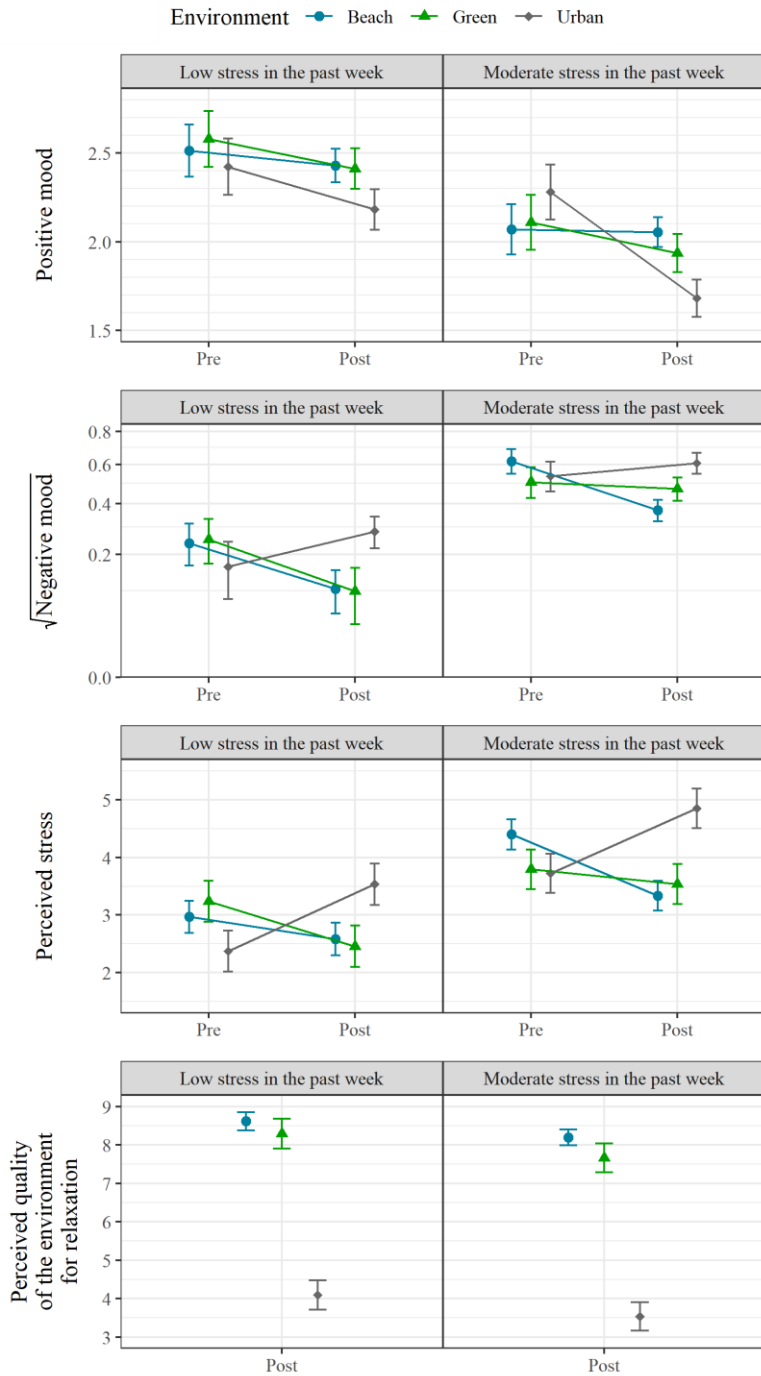 Environment Beach Green Urban
Low stress in the past week Moderate stress in the past week
Positive mood
2.5
2.0
1.5
Pre Post Pre Post
Low stress in the past week Moderate stress in the past week
√Negative mood
0.8
0.6
0.4
0.2
0.0
Pre Post Pre Post
Low stress in the past week Moderate stress in the past week
Perceived stress
5
4
3
2
Pre Post Pre Post
Low stress in the past week Moderate stress in the past week
Perceived quality
of the environment
for relaxation
9
8
7
6
5
4
3
Post Post